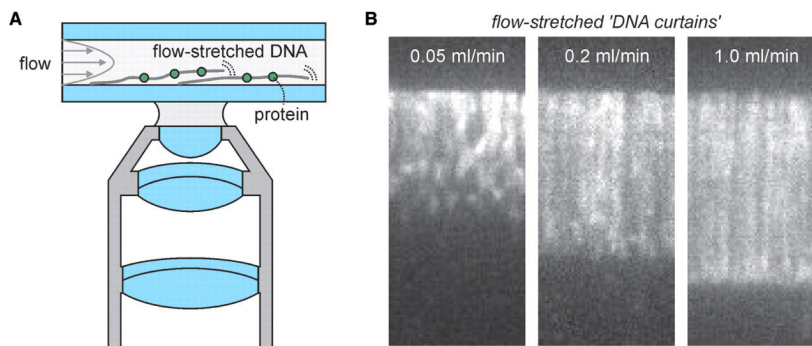 A
flow-stretched DNA
flow
protein
B
flow-stretched 'DNA curtains'
0.05 ml/min
0.2 ml/min
1.0 ml/min